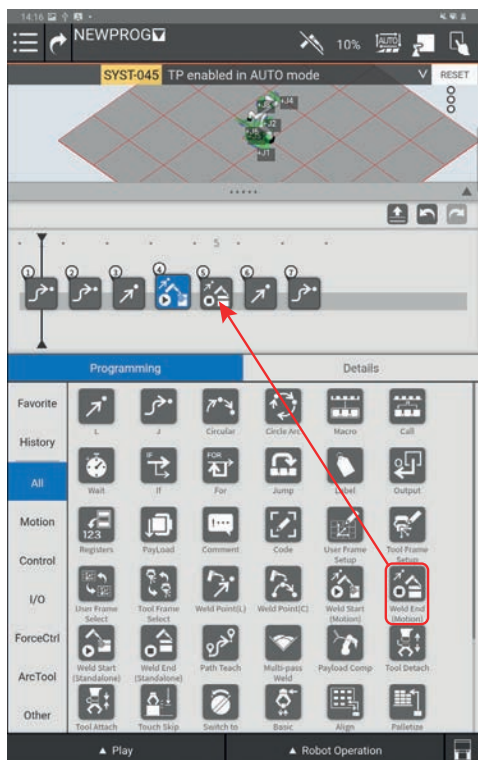 14:16
NEWPROG
10%
AUTO
SYST-045 TP enabled in AUTO mode
RESET
J4
J2
J1
5
1 2 3 4 5 6 7
Programming Details
Favorite
History
All
Motion
Control
I/O
ForceCtrl
ArcTool
Other
L J Circular Circle Arc Macro Call
IF FOR
Wait If For Jump Label Output
123
Registers PayLoad Comment Code User Frame Setup Tool Frame Setup
User Frame Select Tool Frame Select Weld Point(L) Weld Point(C) Weld Start (Motion) Weld End (Motion)
Weld Start (Standalone) Weld End (Standalone) Path Teach Multi-pass Weld Payload Comp Tool Detach
Tool Attach Touch Skip Switch to Basic Align Palletize
Play Robot Operation